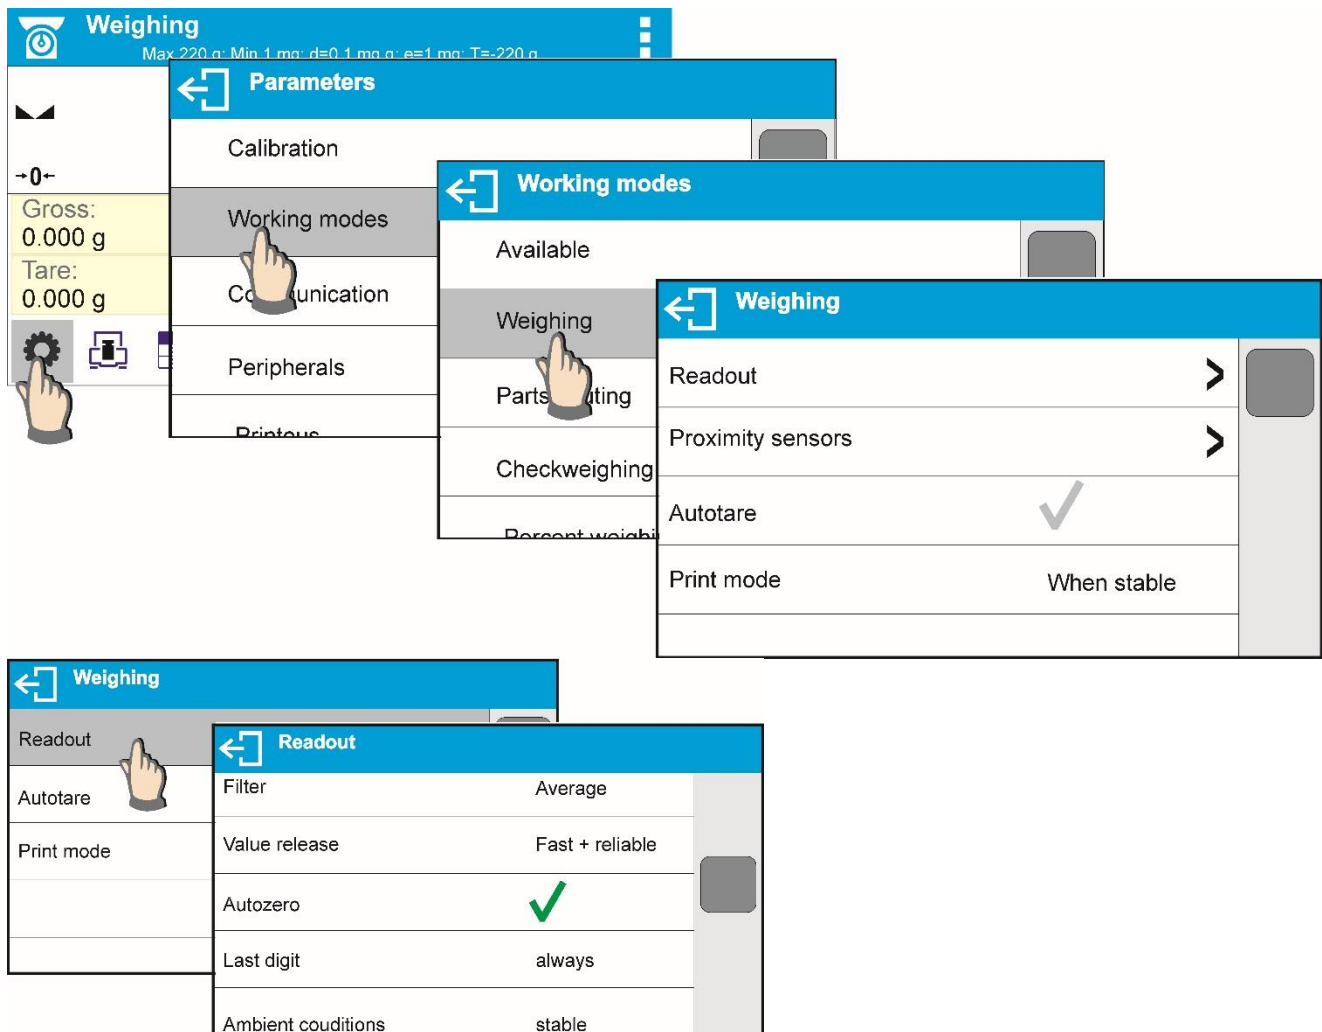 Weighing
Max 220 g; Min 1 mg; d=0.1 mg g; e=1 mg; T=-220 g
→0←
Gross:
0.000 g
Tare:
0.000 g
Parameters
Calibration
Working modes
Peripherals
Working modes
Available
Weighing
Checkweighing
Weighing
Readout
Proximity sensors
Autotare
Print mode When stable
Weighing
Readout
Autotare
Print mode
Readout
Filter Average
Value release Fast + reliable
Autozero
Last digit always
Ambient couditions stable